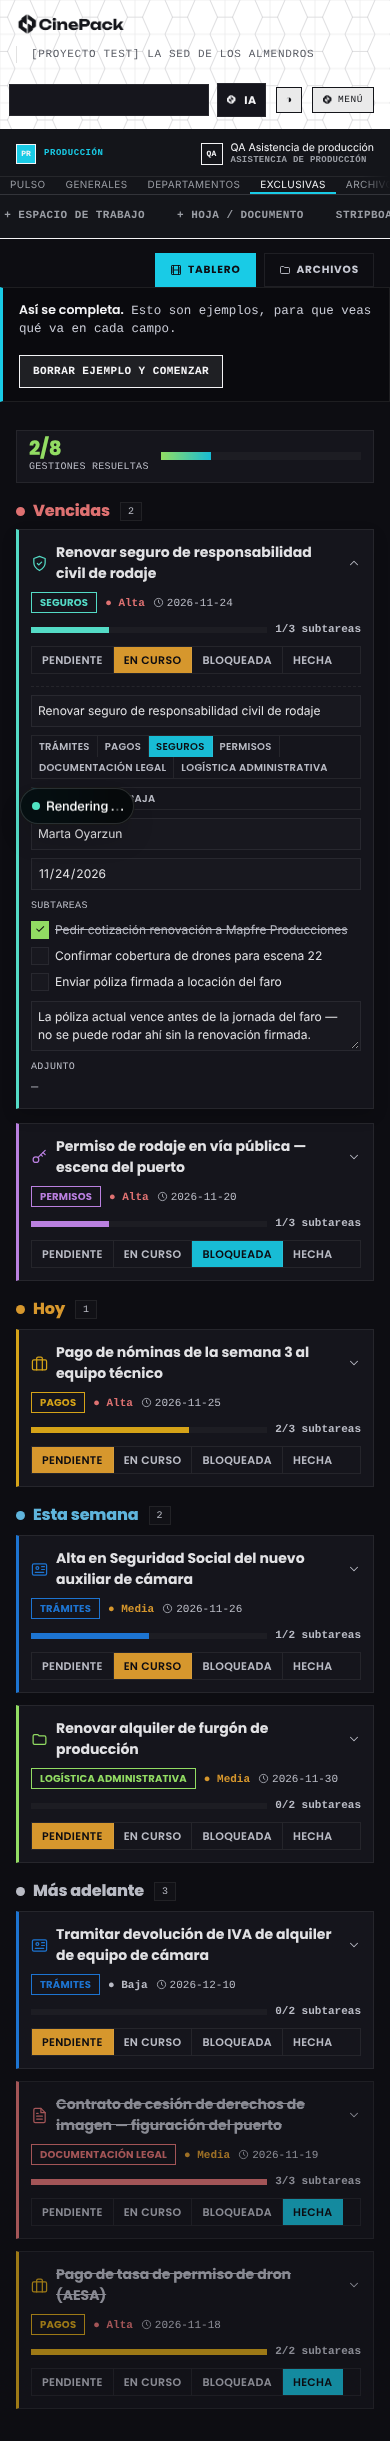 CinePack
[PROYECTO TEST] LA SED DE LOS ALMENDROS
IA
MENÚ
PR PRODUCCIÓN
QA QA Asistencia de producción
ASISTENCIA DE PRODUCCIÓN
PULSO GENERALES DEPARTAMENTOS EXCLUSIVAS ARCHIV
+ ESPACIO DE TRABAJO + HOJA / DOCUMENTO STRIPBOA
TABLERO ARCHIVOS
Así se completa. Esto son ejemplos, para que veas
qué va en cada campo.
BORRAR EJEMPLO Y COMENZAR
2/8
GESTIONES RESUELTAS
Vencidas 2
Renovar seguro de responsabilidad
civil de rodaje
SEGUROS Alta 2026-11-24
1/3 subtareas
PENDIENTE EN CURSO BLOQUEADA HECHA
Renovar seguro de responsabilidad civil de rodaje
TRÁMITES PAGOS SEGUROS PERMISOS
DOCUMENTACIÓN LEGAL LOGÍSTICA ADMINISTRATIVA
Rendering... AJA
Marta Oyarzun
11/24/2026
SUBTAREAS
Pedir cotización renovación a Mapfre Producciones
Confirmar cobertura de drones para escena 22
Enviar póliza firmada a locación del faro
La póliza actual vence antes de la jornada del faro —
no se puede rodar ahí sin la renovación firmada.
ADJUNTO
—
Permiso de rodaje en vía pública —
escena del puerto
PERMISOS Alta 2026-11-20
1/3 subtareas
PENDIENTE EN CURSO BLOQUEADA HECHA
Hoy 1
Pago de nóminas de la semana 3 al
equipo técnico
PAGOS Alta 2026-11-25
2/3 subtareas
PENDIENTE EN CURSO BLOQUEADA HECHA
Esta semana 2
Alta en Seguridad Social del nuevo
auxiliar de cámara
TRÁMITES Media 2026-11-26
1/2 subtareas
PENDIENTE EN CURSO BLOQUEADA HECHA
Renovar alquiler de furgón de
producción
LOGÍSTICA ADMINISTRATIVA Media 2026-11-30
0/2 subtareas
PENDIENTE EN CURSO BLOQUEADA HECHA
Más adelante 3
Tramitar devolución de IVA de alquiler
de equipo de cámara
TRÁMITES Baja 2026-12-10
0/2 subtareas
PENDIENTE EN CURSO BLOQUEADA HECHA
Contrato de cesión de derechos de
imagen — figuración del puerto
DOCUMENTACIÓN LEGAL Media 2026-11-19
3/3 subtareas
PENDIENTE EN CURSO BLOQUEADA HECHA
Pago de tasa de permiso de dron
(AESA)
PAGOS Alta 2026-11-18
2/2 subtareas
PENDIENTE EN CURSO BLOQUEADA HECHA